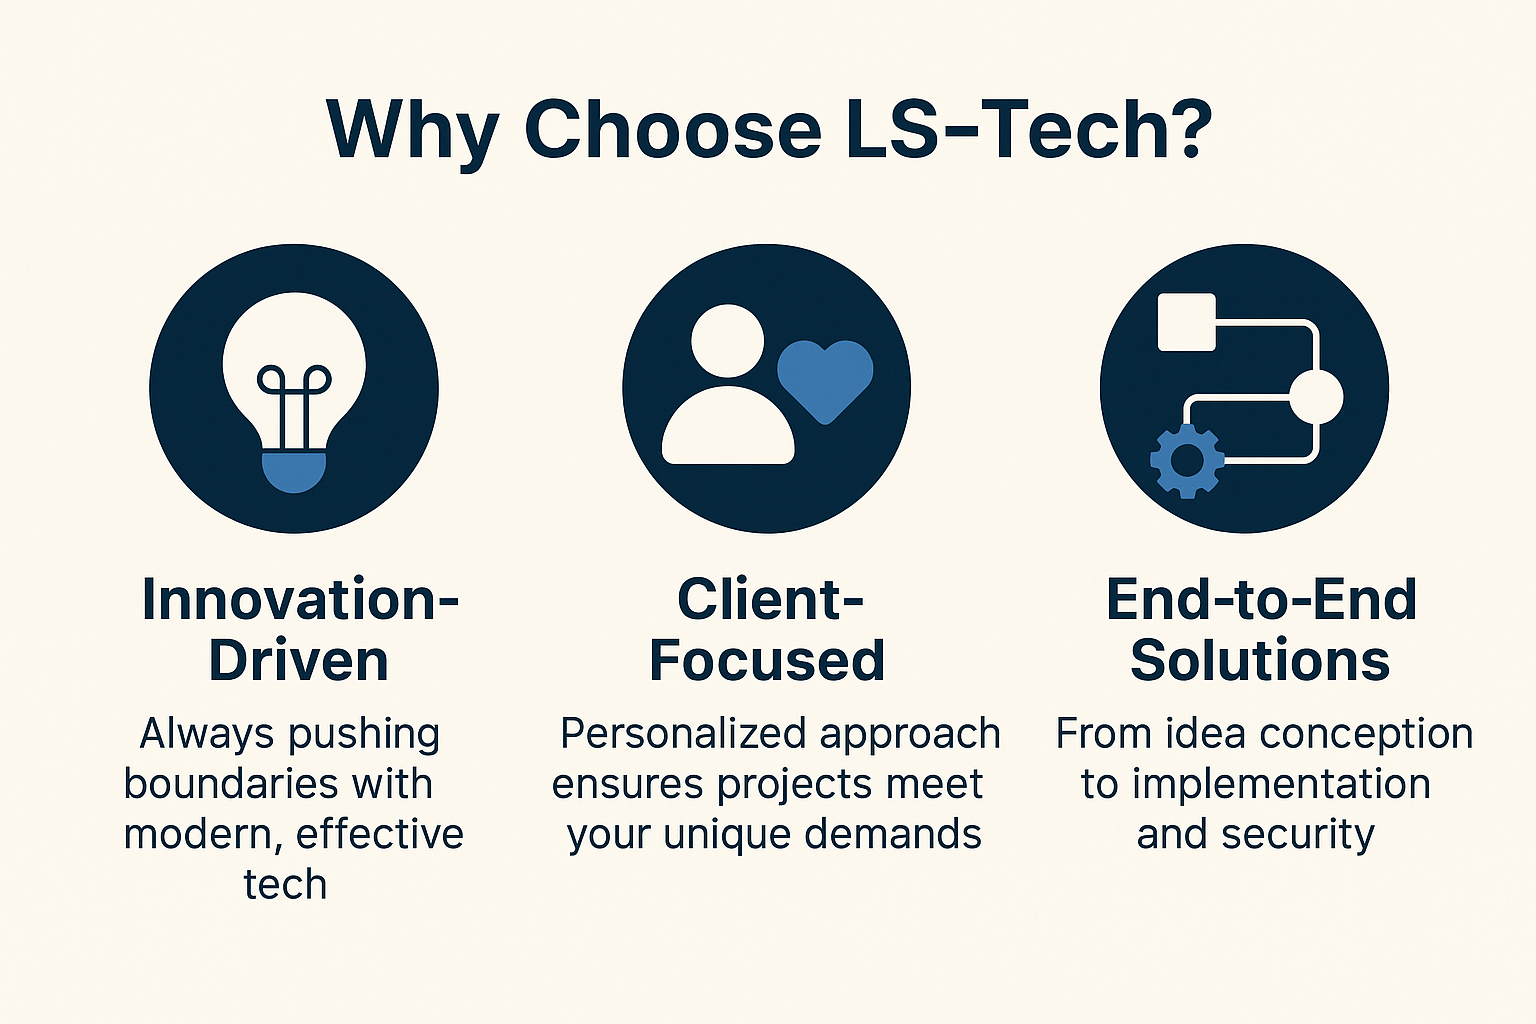 Why Choose LS-Tech?
Innovation-
Driven
Always pushing
boundaries with
modern, effective
tech
Client-
Focused
Personalized approach
ensures projects meet
your unique demands
End-to-End
Solutions
From idea conception
to implementation
and security